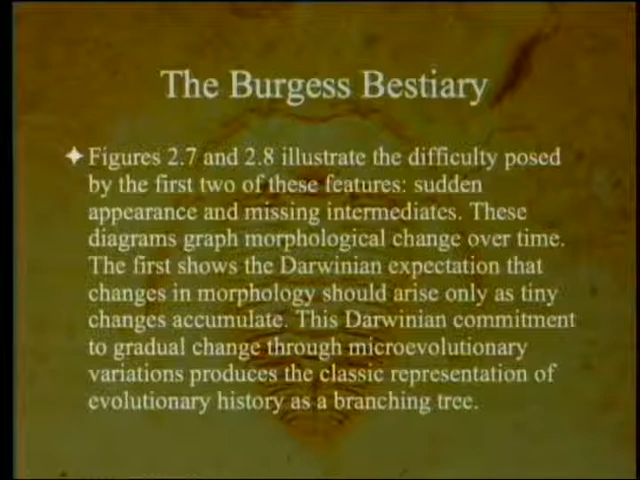 The Burgess Bestiary
Figures 2.7 and 2.8 illustrate the difficulty posed
by the first two of these features: sudden
appearance and missing intermediates. These
diagrams graph morphological change over time.
The first shows the Darwinian expectation that
changes in morphology should arise only as tiny
changes accumulate. This Darwinian commitment
to gradual change through microevolutionary
variations produces the classic representation of
evolutionary history as a branching tree.